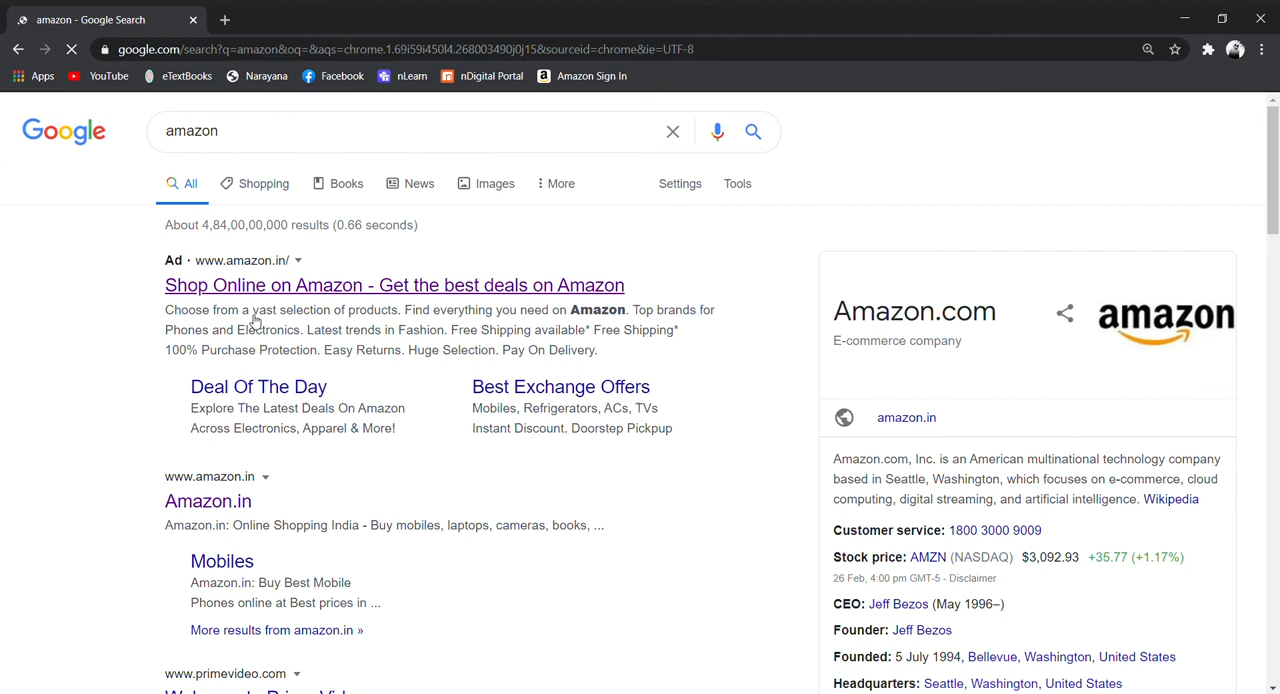 amazon - Google Search
google.com/search?q=amazon&oq=&aqs=chrome.1.69i59i450l4.268003490j0j15&sourceid=chrome&ie=UTF-8
Apps YouTube eTextBooks Narayana Facebook nLearn nDigital Portal Amazon Sign In
Google
amazon
All Shopping Books News Images More Settings Tools
About 4,84,00,00,000 results (0.66 seconds)
Ad · www.amazon.in/
Shop Online on Amazon - Get the best deals on Amazon
Choose from a vast selection of products. Find everything you need on Amazon. Top brands for
Phones and Electronics. Latest trends in Fashion. Free Shipping available* Free Shipping*
100% Purchase Protection. Easy Returns. Huge Selection. Pay On Delivery.
Deal Of The Day
Explore The Latest Deals On Amazon
Across Electronics, Apparel & More!
Best Exchange Offers
Mobiles, Refrigerators, ACs, TVs
Instant Discount. Doorstep Pickup
www.amazon.in
Amazon.in
Amazon.in: Online Shopping India - Buy mobiles, laptops, cameras, books, ...
Mobiles
Amazon.in: Buy Best Mobile
Phones online at Best prices in ...
More results from amazon.in »
www.primevideo.com
Amazon.com
E-commerce company
amazon
amazon.in
Amazon.com, Inc. is an American multinational technology company
based in Seattle, Washington, which focuses on e-commerce, cloud
computing, digital streaming, and artificial intelligence. Wikipedia
Customer service: 1800 3000 9009
Stock price: AMZN (NASDAQ) $3,092.93 +35.77 (+1.17%)
26 Feb, 4:00 pm GMT-5 - Disclaimer
CEO: Jeff Bezos (May 1996–)
Founder: Jeff Bezos
Founded: 5 July 1994, Bellevue, Washington, United States
Headquarters: Seattle, Washington, United States